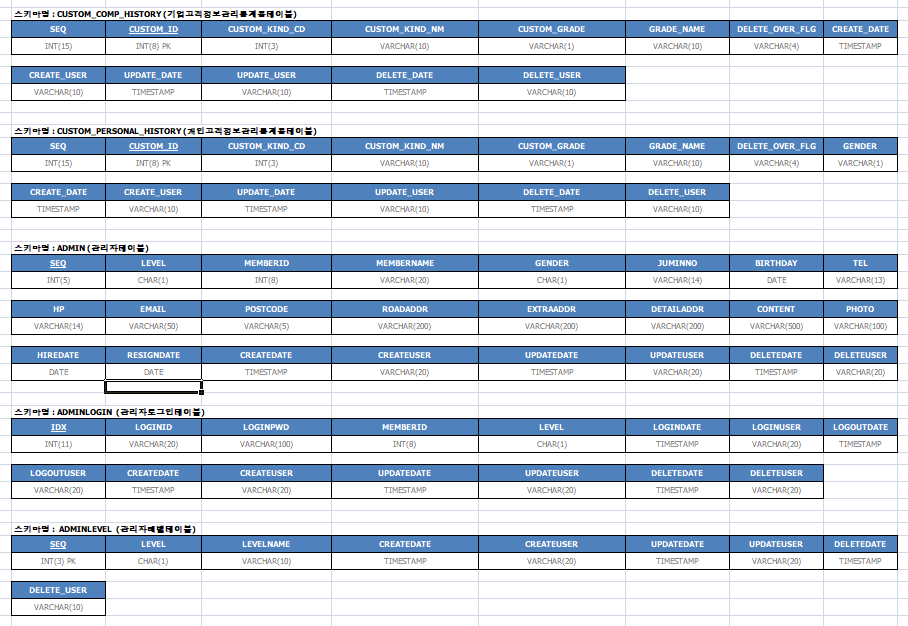 스키마명 : CUSTOM_COMP_HISTORY (기업고객정보관리통계용테이블)
SEQ CUSTOM_ID CUSTOM_KIND_CD CUSTOM_KIND_NM CUSTOM_GRADE GRADE_NAME DELETE_OVER_FLG CREATE_DATE
INT(15) INT(8) PK INT(3) VARCHAR(10) VARCHAR(1) VARCHAR(10) VARCHAR(4) TIMESTAMP
CREATE_USER UPDATE_DATE UPDATE_USER DELETE_DATE DELETE_USER
VARCHAR(10) TIMESTAMP VARCHAR(10) TIMESTAMP VARCHAR(10)
스키마명 : CUSTOM_PERSONAL_HISTORY (개인고객정보관리통계용테이블)
SEQ CUSTOM_ID CUSTOM_KIND_CD CUSTOM_KIND_NM CUSTOM_GRADE GRADE_NAME DELETE_OVER_FLG GENDER
INT(15) INT(8) PK INT(3) VARCHAR(10) VARCHAR(1) VARCHAR(10) VARCHAR(4) VARCHAR(1)
CREATE_DATE CREATE_USER UPDATE_DATE UPDATE_USER DELETE_DATE DELETE_USER
TIMESTAMP VARCHAR(10) TIMESTAMP VARCHAR(10) TIMESTAMP VARCHAR(10)
스키마명 : ADMIN (관리자테이블)
SEQ LEVEL MEMBERID MEMBERNAME GENDER JUMINNO BIRTHDAY TEL
INT(5) CHAR(1) INT(8) VARCHAR(20) CHAR(1) VARCHAR(14) DATE VARCHAR(13)
HP EMAIL POSTCODE ROADADDR EXTRAADDR DETAILADDR CONTENT PHOTO
VARCHAR(14) VARCHAR(50) VARCHAR(5) VARCHAR(200) VARCHAR(200) VARCHAR(200) VARCHAR(500) VARCHAR(100)
HIREDATE RESIGNDATE CREATEDATE CREATEUSER UPDATEDATE UPDATEUSER DELETEDATE DELETEUSER
DATE DATE TIMESTAMP VARCHAR(20) TIMESTAMP VARCHAR(20) TIMESTAMP VARCHAR(20)
스키마명 : ADMINLOGIN (관리자로그인테이블)
IDX LOGINID LOGINPWD MEMBERID LEVEL LOGINDATE LOGINUSER LOGOUTDATE
INT(11) VARCHAR(20) VARCHAR(100) INT(8) CHAR(1) TIMESTAMP VARCHAR(20) TIMESTAMP
LOGOUTUSER CREATEDATE CREATEUSER UPDATEDATE UPDATEUSER DELETEDATE DELETEUSER
VARCHAR(20) TIMESTAMP VARCHAR(20) TIMESTAMP VARCHAR(20) TIMESTAMP VARCHAR(20)
스키마명 : ADMINLEVEL (관리자레벨테이블)
SEQ LEVEL LEVELNAME CREATEDATE CREATEUSER UPDATEDATE UPDATEUSER DELETEDATE
INT(3) PK CHAR(1) VARCHAR(10) TIMESTAMP VARCHAR(20) TIMESTAMP VARCHAR(20) TIMESTAMP
DELETE_USER
VARCHAR(10)